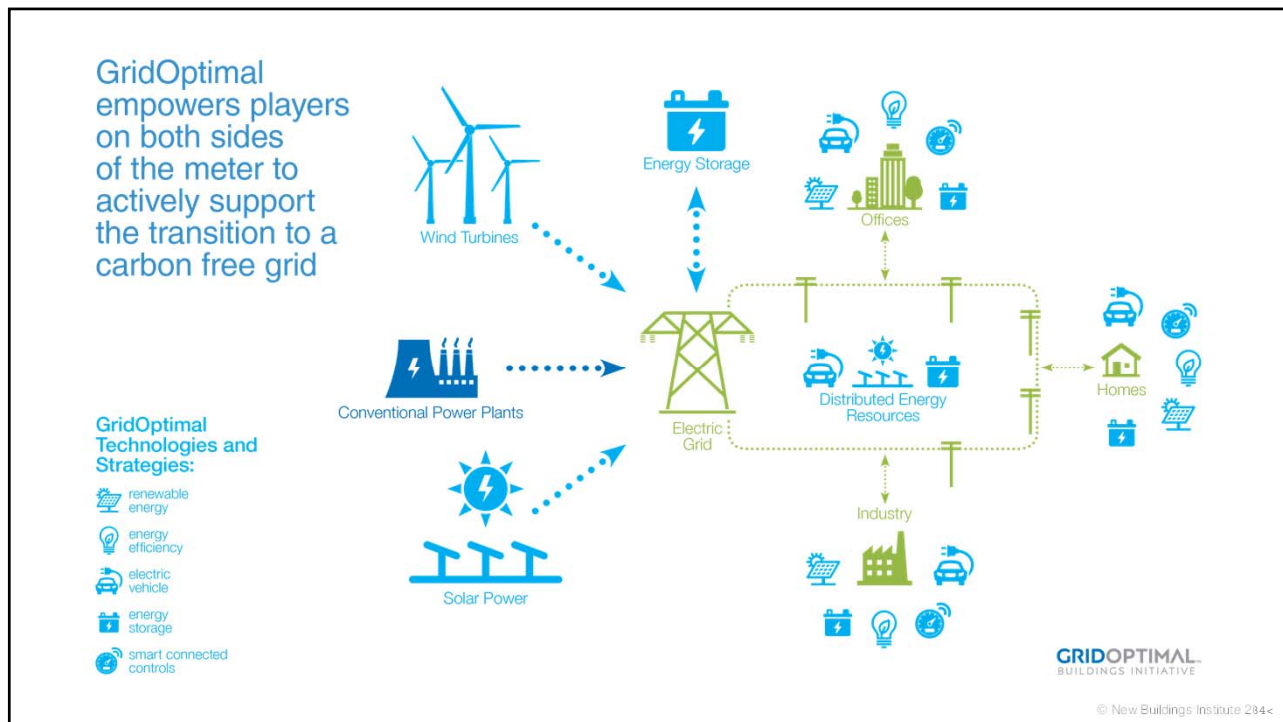 GridOptimal
empowers players
on both sides
of the meter to
actively support
the transition to a
carbon free grid
Wind Turbines
Energy Storage
Offices
Conventional Power Plants
Electric
Grid
Distributed Energy
Resources
Homes
Solar Power
Industry
GridOptimal
Technologies and
Strategies:
renewable
energy
energy
efficiency
electric
vehicle
energy
storage
smart connected
controls
GRIDOPTIMAL
BUILDINGS INITIATIVE
© New Buildings Institute